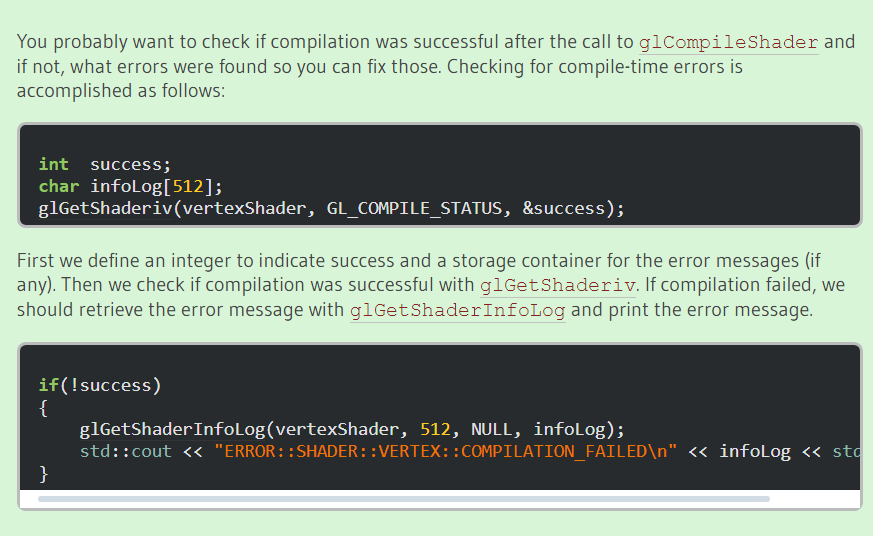 You probably want to check if compilation was successful after the call to glCompileShader and
if not, what errors were found so you can fix those. Checking for compile-time errors is
accomplished as follows:
int  success;
char infoLog[512];
glGetShaderiv(vertexShader, GL_COMPILE_STATUS, &success);
First we define an integer to indicate success and a storage container for the error messages (if
any). Then we check if compilation was successful with glGetShaderiv. If compilation failed, we
should retrieve the error message with glGetShaderInfoLog and print the error message.
if(!success)
{
    glGetShaderInfoLog(vertexShader, 512, NULL, infoLog);
    std::cout << "ERROR::SHADER::VERTEX::COMPILATION_FAILED\n" << infoLog << std
}